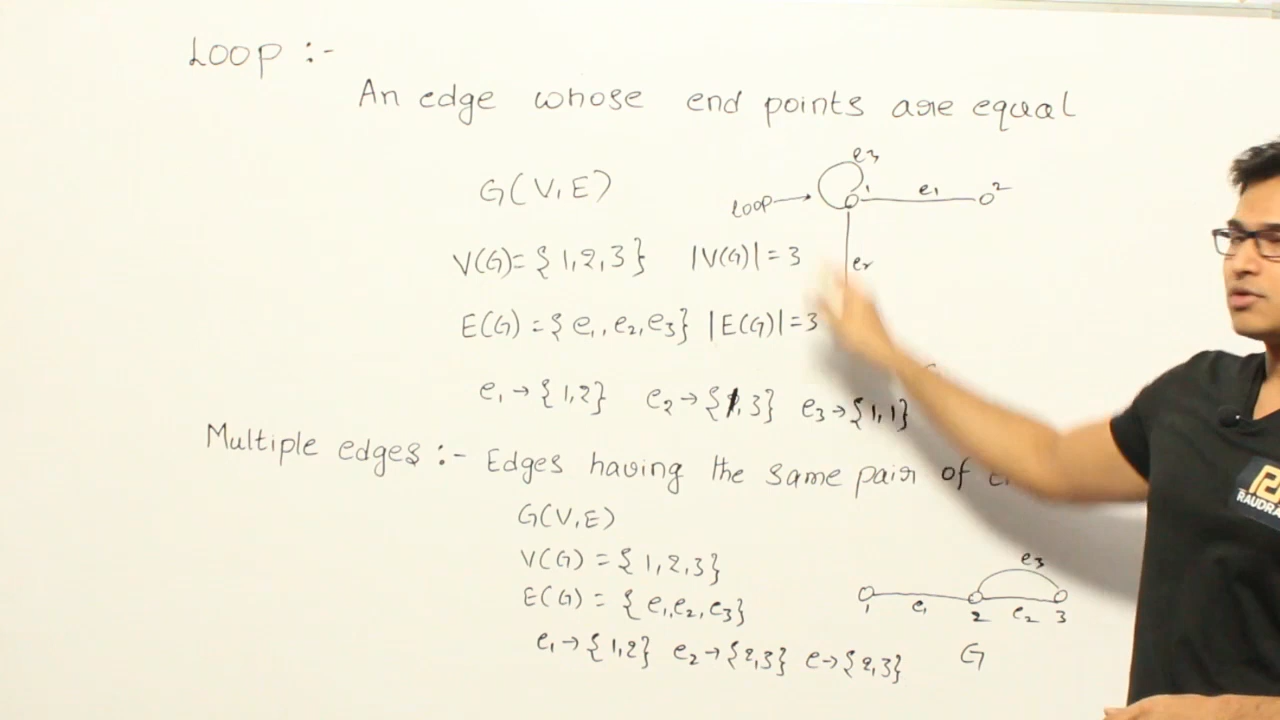 Loop :-
An edge whose end points are equal
G(V,E)
V(G)= {1,2,3} |V(G)| = 3
E(G) = {e1, e2, e3} |E(G)| = 3
e1 → {1,2} e2 → {1,3} e3 → {1,1}
e3
Loop → 1 e1 2
e2
Multiple edges :- Edges having the same pair of
G(V,E)
V(G) = {1,2,3}
E(G) = {e1,e2,e3}
e1 → {1,2} e2 → {2,3} e → {2,3}
e3
1 e1 2 e2 3
G
RAUDRA